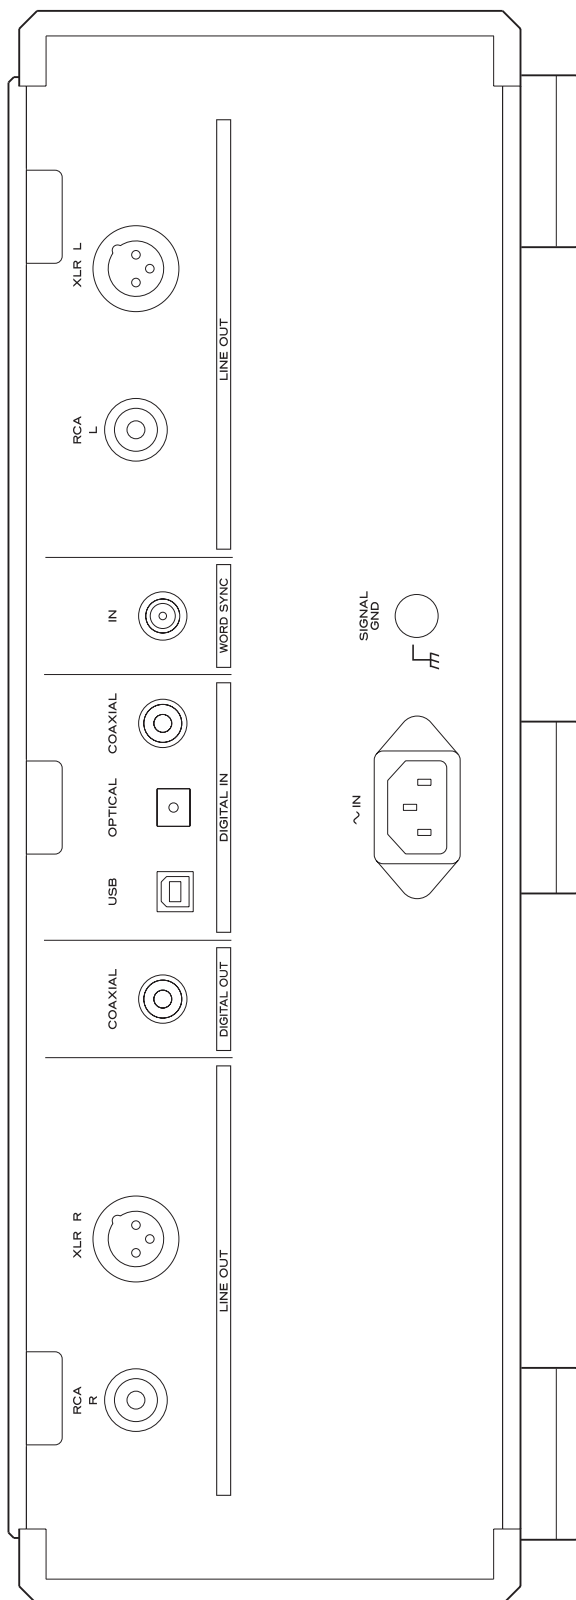 RCA
R
XLR R
COAXIAL
USB
OPTICAL
COAXIAL
IN
RCA
L
XLR L
LINE OUT
DIGITAL OUT
DIGITAL IN
WORD SYNC
LINE OUT
~ IN
SIGNAL
GND